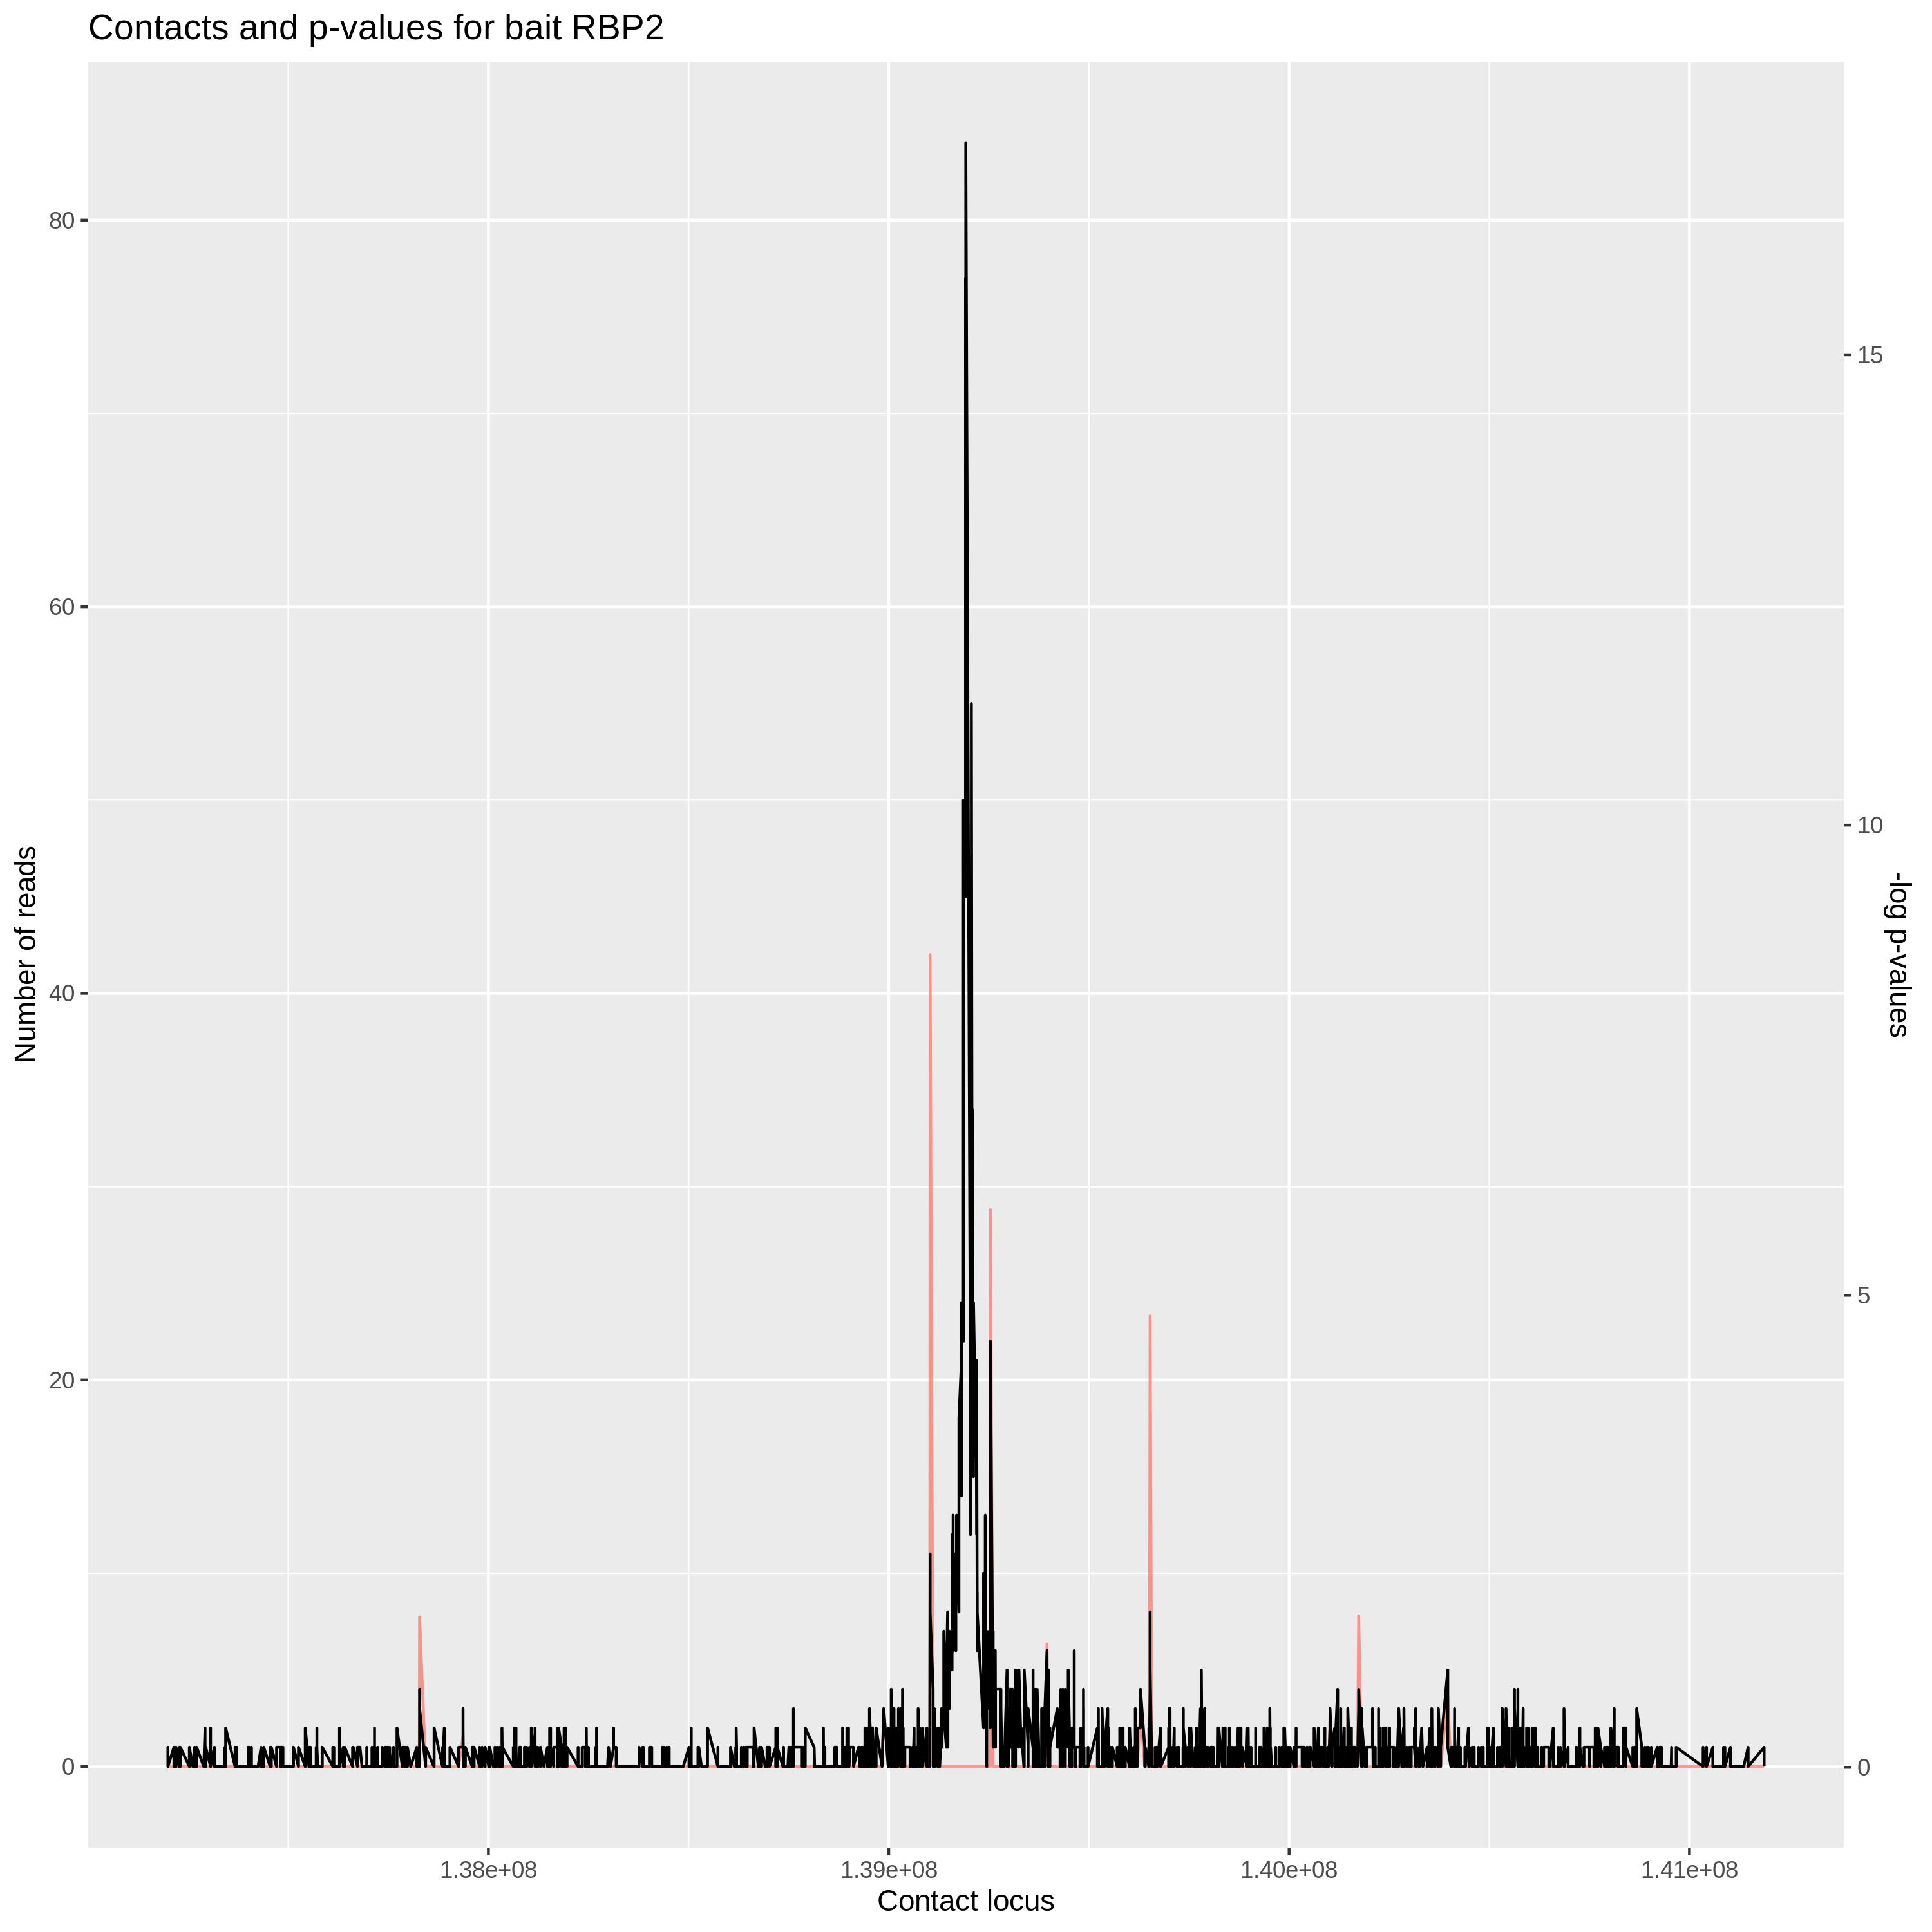 Contacts and p-values for bait RBP2
80
60
40
20
0
15
10
5
0
Number of reads
-log p-values
1.38e+08
1.39e+08
1.40e+08
1.41e+08
Contact locus